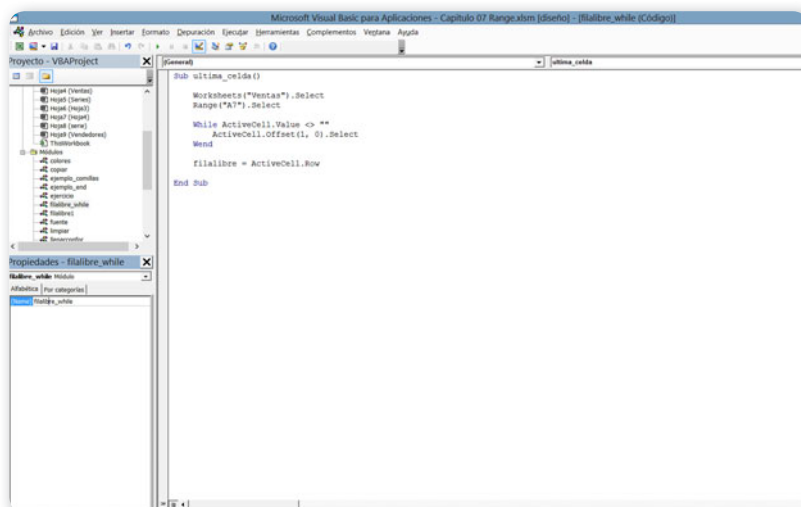 Microsoft Visual Basic para Aplicaciones - Capitulo 07 Range.xlsm [diseño] - [filalibre_while (Código)]
Archivo Edición Ver Insertar Formato Depuración Ejecutar Herramientas Complementos Ventana Ayuda
Proyecto - VBAProject
(General)
ultima_celda
Hoja4 (Ventas)
Hoja5 (Series)
Hoja6 (Hoja3)
Hoja7 (Hoja4)
Hoja8 (serie)
Hoja9 (Vendedores)
ThisWorkbook
Módulos
colores
copiar
ejemplo_comillas
ejemplo_end
ejercicio
filalibre_while
filalibre1
fuente
limpiar
Propiedades - filalibre_while
filalibre_while Módulo
Alfabética Por categorías
(Name) filalibre_while
Sub ultima_celda()
Worksheets("Ventas").Select
Range("A7").Select
While ActiveCell.Value <> ""
ActiveCell.Offset(1, 0).Select
Wend
filalibre = ActiveCell.Row
End Sub